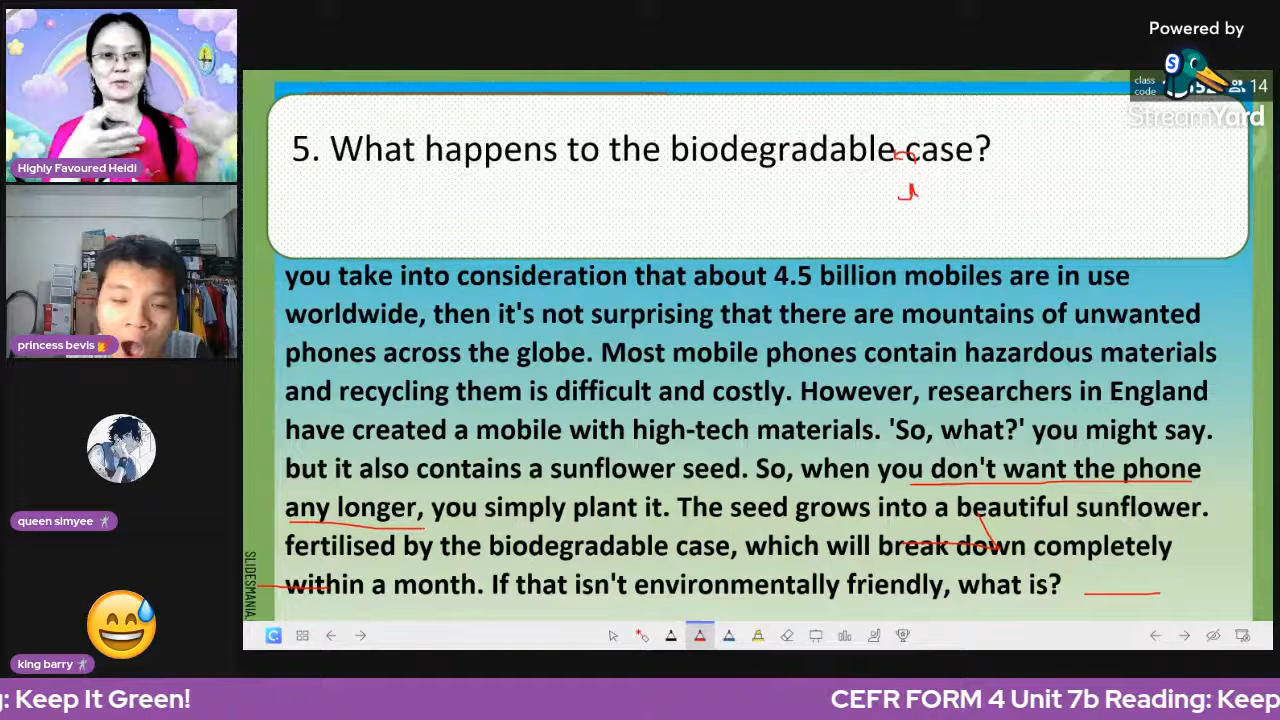 Powered by
StreamYard
class
code
14
Highly Favoured Heidi
princess bevis
queen simyee
king barry
5. What happens to the biodegradable case?
you take into consideration that about 4.5 billion mobiles are in use
worldwide, then it's not surprising that there are mountains of unwanted
phones across the globe. Most mobile phones contain hazardous materials
and recycling them is difficult and costly. However, researchers in England
have created a mobile with high-tech materials. 'So, what?' you might say.
but it also contains a sunflower seed. So, when you don't want the phone
any longer, you simply plant it. The seed grows into a beautiful sunflower.
fertilised by the biodegradable case, which will break down completely
within a month. If that isn't environmentally friendly, what is?
SLIDESMANIA
: Keep It Green!
CEFR FORM 4 Unit 7b Reading: Keep